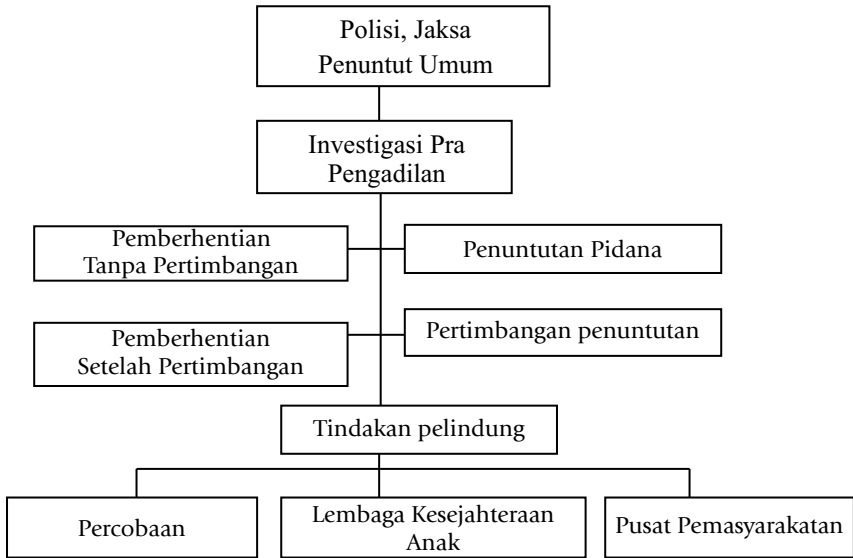 Polisi, Jaksa
Penuntut Umum
Investigasi Pra
Pengadilan
Pemberhentian
Tanpa Pertimbangan
Penuntutan Pidana
Pemberhentian
Setelah Pertimbangan
Pertimbangan penuntutan
Tindakan pelindung
Percobaan
Lembaga Kesejahteraan
Anak
Pusat Pemasyarakatan